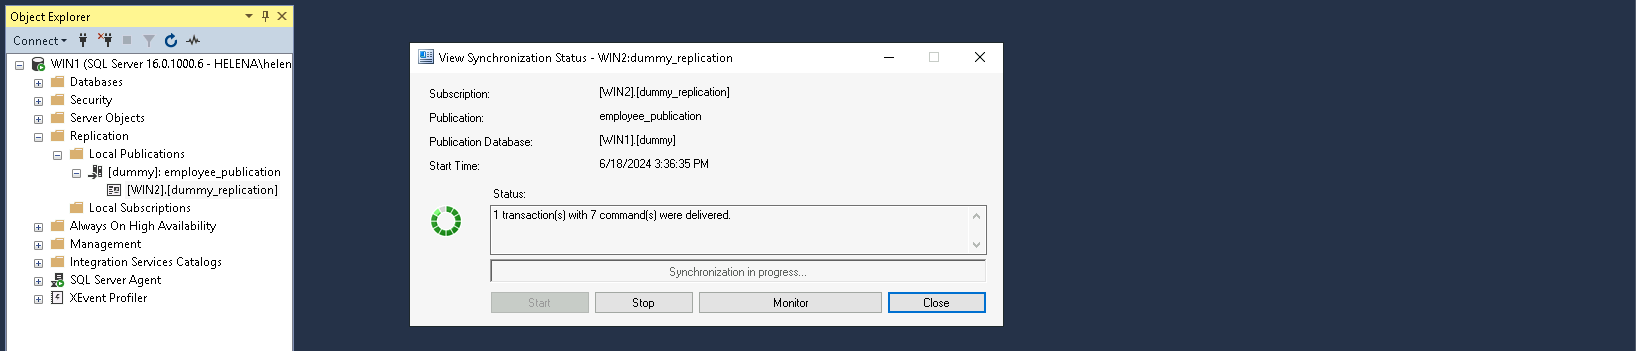 Object Explorer
Connect
WIN1 (SQL Server 16.0.1000.6 - HELENA\helen
Databases
Security
Server Objects
Replication
Local Publications
[dummy]: employee_publication
[WIN2].[dummy_replication]
Local Subscriptions
Always On High Availability
Management
Integration Services Catalogs
SQL Server Agent
XEvent Profiler
View Synchronization Status - WIN2:dummy_replication
Subscription: [WIN2].[dummy_replication]
Publication: employee_publication
Publication Database: [WIN1].[dummy]
Start Time: 6/18/2024 3:36:35 PM
Status:
1 transaction(s) with 7 command(s) were delivered.
Synchronization in progress...
Start Stop Monitor Close